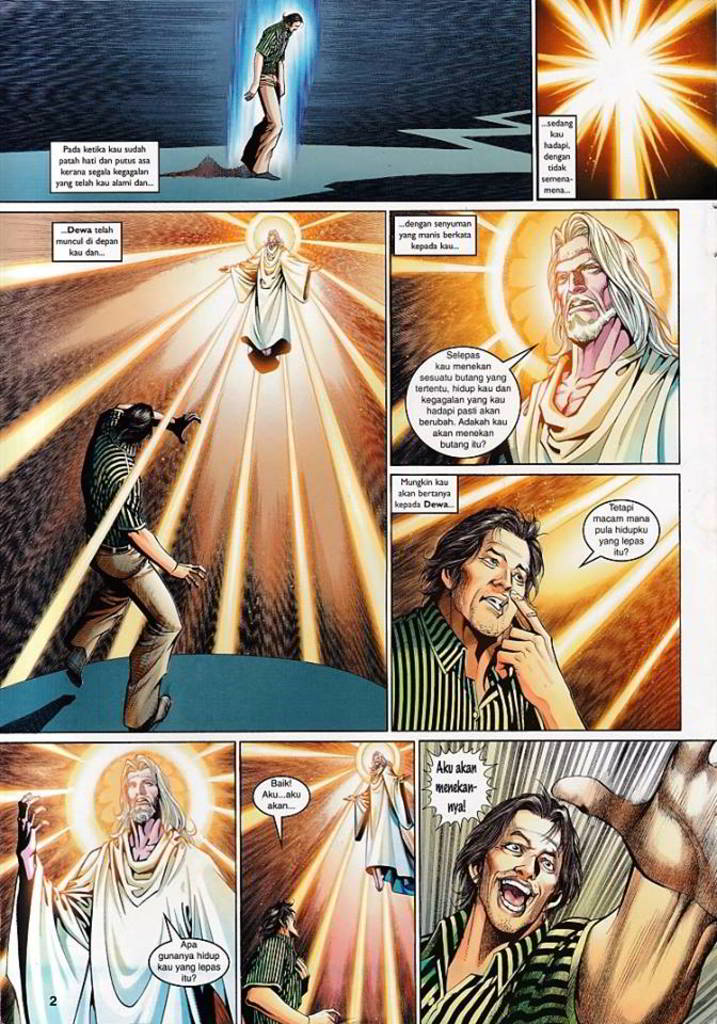 Pada ketika kau sudah
patah hati dan putus asa
kerana segala kegagalan
yang telah kau alami dan...
...sedang
kau
hadapi,
dengan
tidak
semena-
mena...
...Dewa telah
muncul di depan
kau dan...
...dengan senyuman
yang manis berkata
kepada kau...
Selepas
kau menekan
sesuatu butang yang
tertentu, hidup kau dan
kegagalan yang kau
hadapi pasti akan
berubah. Adakah kau
akan menekan
butang itu?
Mungkin kau
akan bertanya
kepada Dewa...
Tetapi
macam mana
pula hidupku
yang lepas
itu?
Apa
gunanya hidup
kau yang lepas
itu?
Baik!
Aku...aku
akan...
Aku akan
menekan-
nya!
2